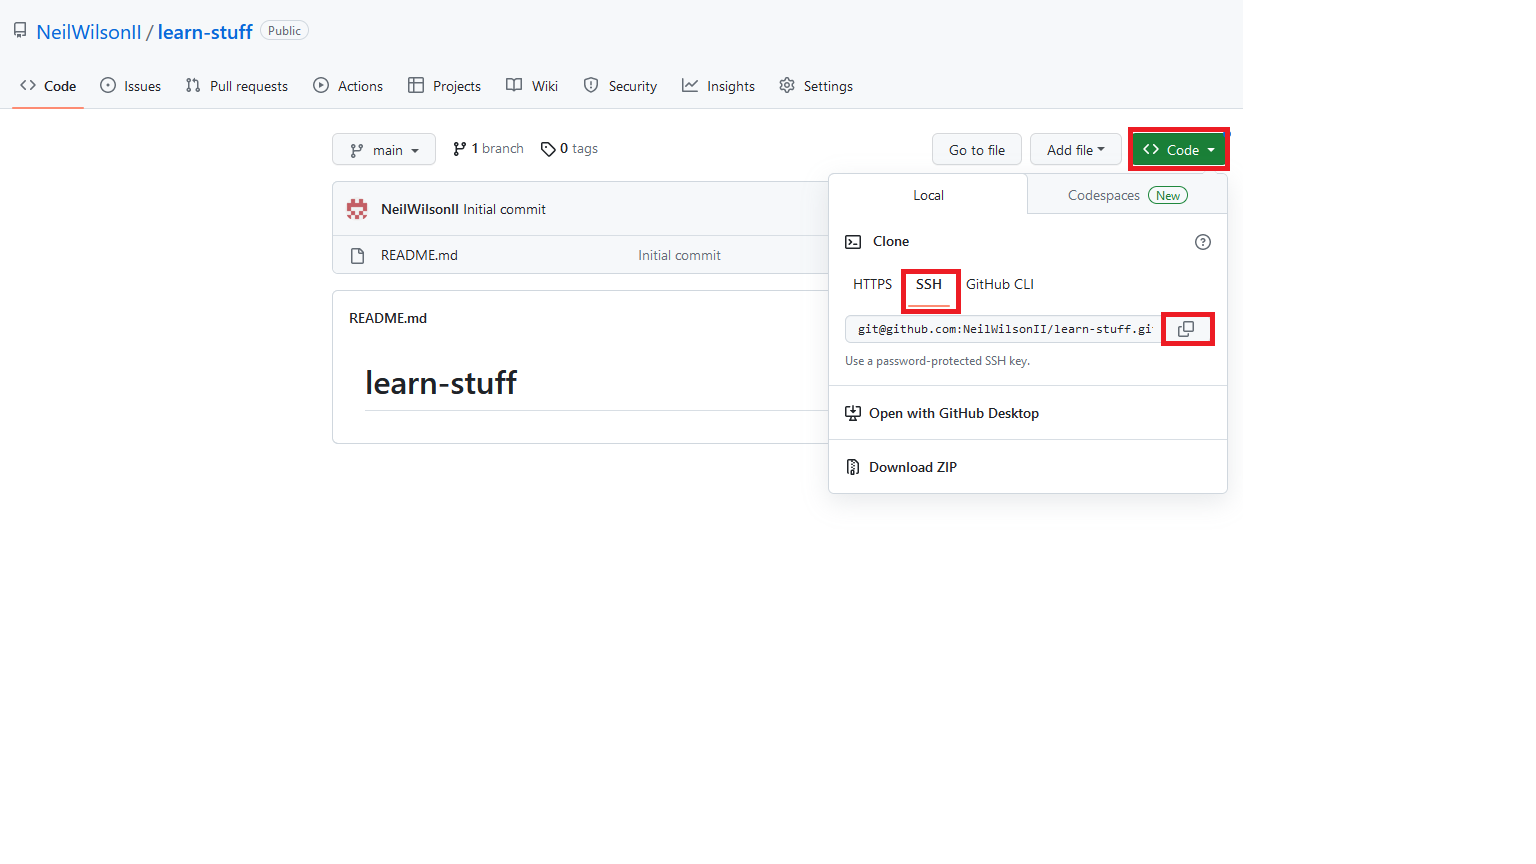 NeilWilsonII / learn-stuff Public
Code Issues Pull requests Actions Projects Wiki Security Insights Settings
main 1 branch 0 tags Go to file Add file Code
Local Codespaces New
NeilWilsonII Initial commit
README.md Initial commit
Clone
HTTPS SSH GitHub CLI
git@github.com:NeilWilsonII/learn-stuff.gi
Use a password-protected SSH key.
Open with GitHub Desktop
Download ZIP
README.md
learn-stuff